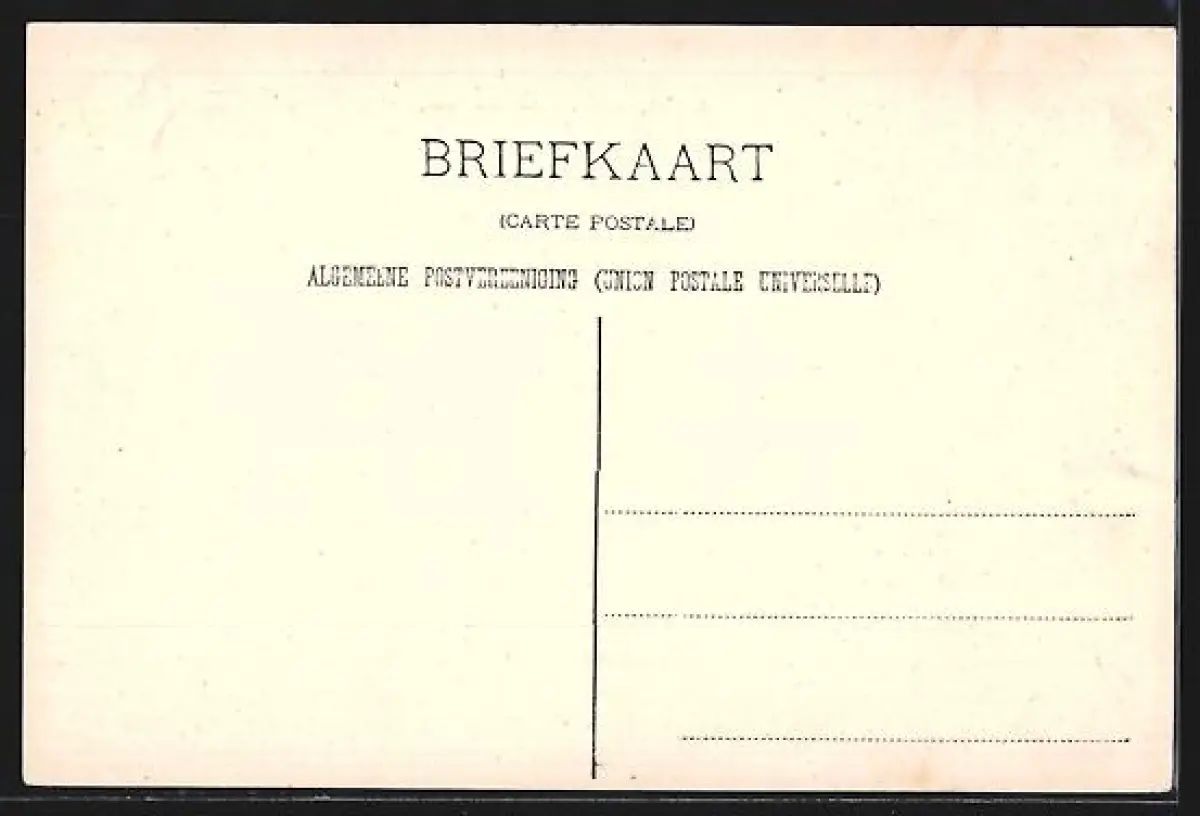 BRIEFKAART
(CARTE POSTALE)
ALGEMEENE POSTVEREENIGING (UNION POSTALE UNIVERSELLE)